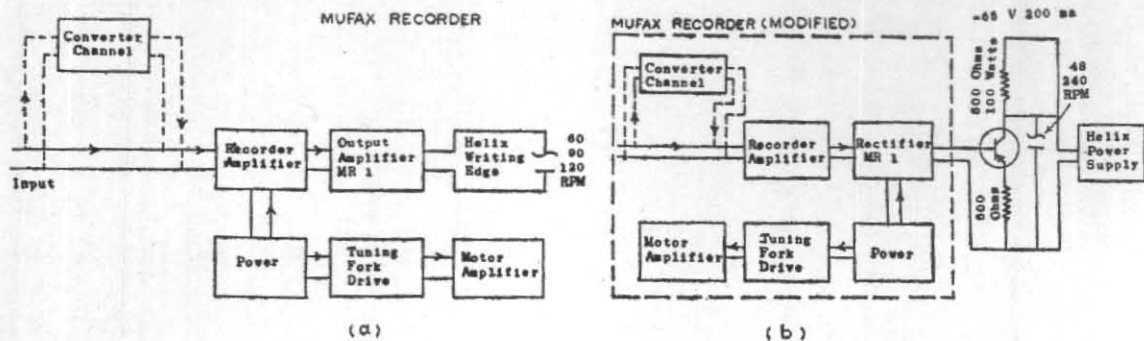 MUFAX RECORDER
Converter
Channel
Input
Recorder
Amplifier
Output
Amplifier
MR 1
Helix
Writing
Edge
60
90
120
RPM
Power
Tuning
Fork
Drive
Motor
Amplifier
(a)
MUFAX RECORDER (MODIFIED)
Converter
Channel
Recorder
Amplifier
Rectifier
MR 1
Motor
Amplifier
Tuning
Fork
Drive
Power
-65 V 200 ma
600 Ohms
100 Watts
48
240
RPM
600
Ohms
Helix
Power
Supply
(b)